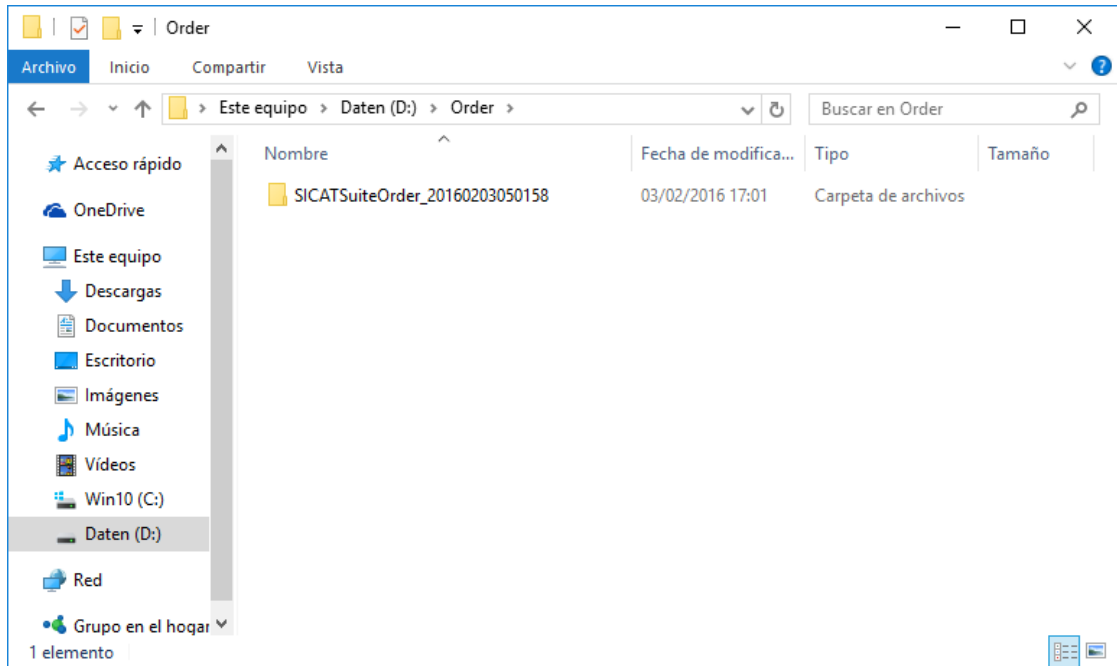 Order
Archivo Inicio Compartir Vista
Este equipo > Daten (D:) > Order > Buscar en Order
Nombre Fecha de modifica... Tipo Tamaño
SICATSuiteOrder_20160203050158 03/02/2016 17:01 Carpeta de archivos
Acceso rápido
OneDrive
Este equipo
Descargas
Documentos
Escritorio
Imágenes
Música
Vídeos
Win10 (C:)
Daten (D:)
Red
Grupo en el hogar
1 elemento